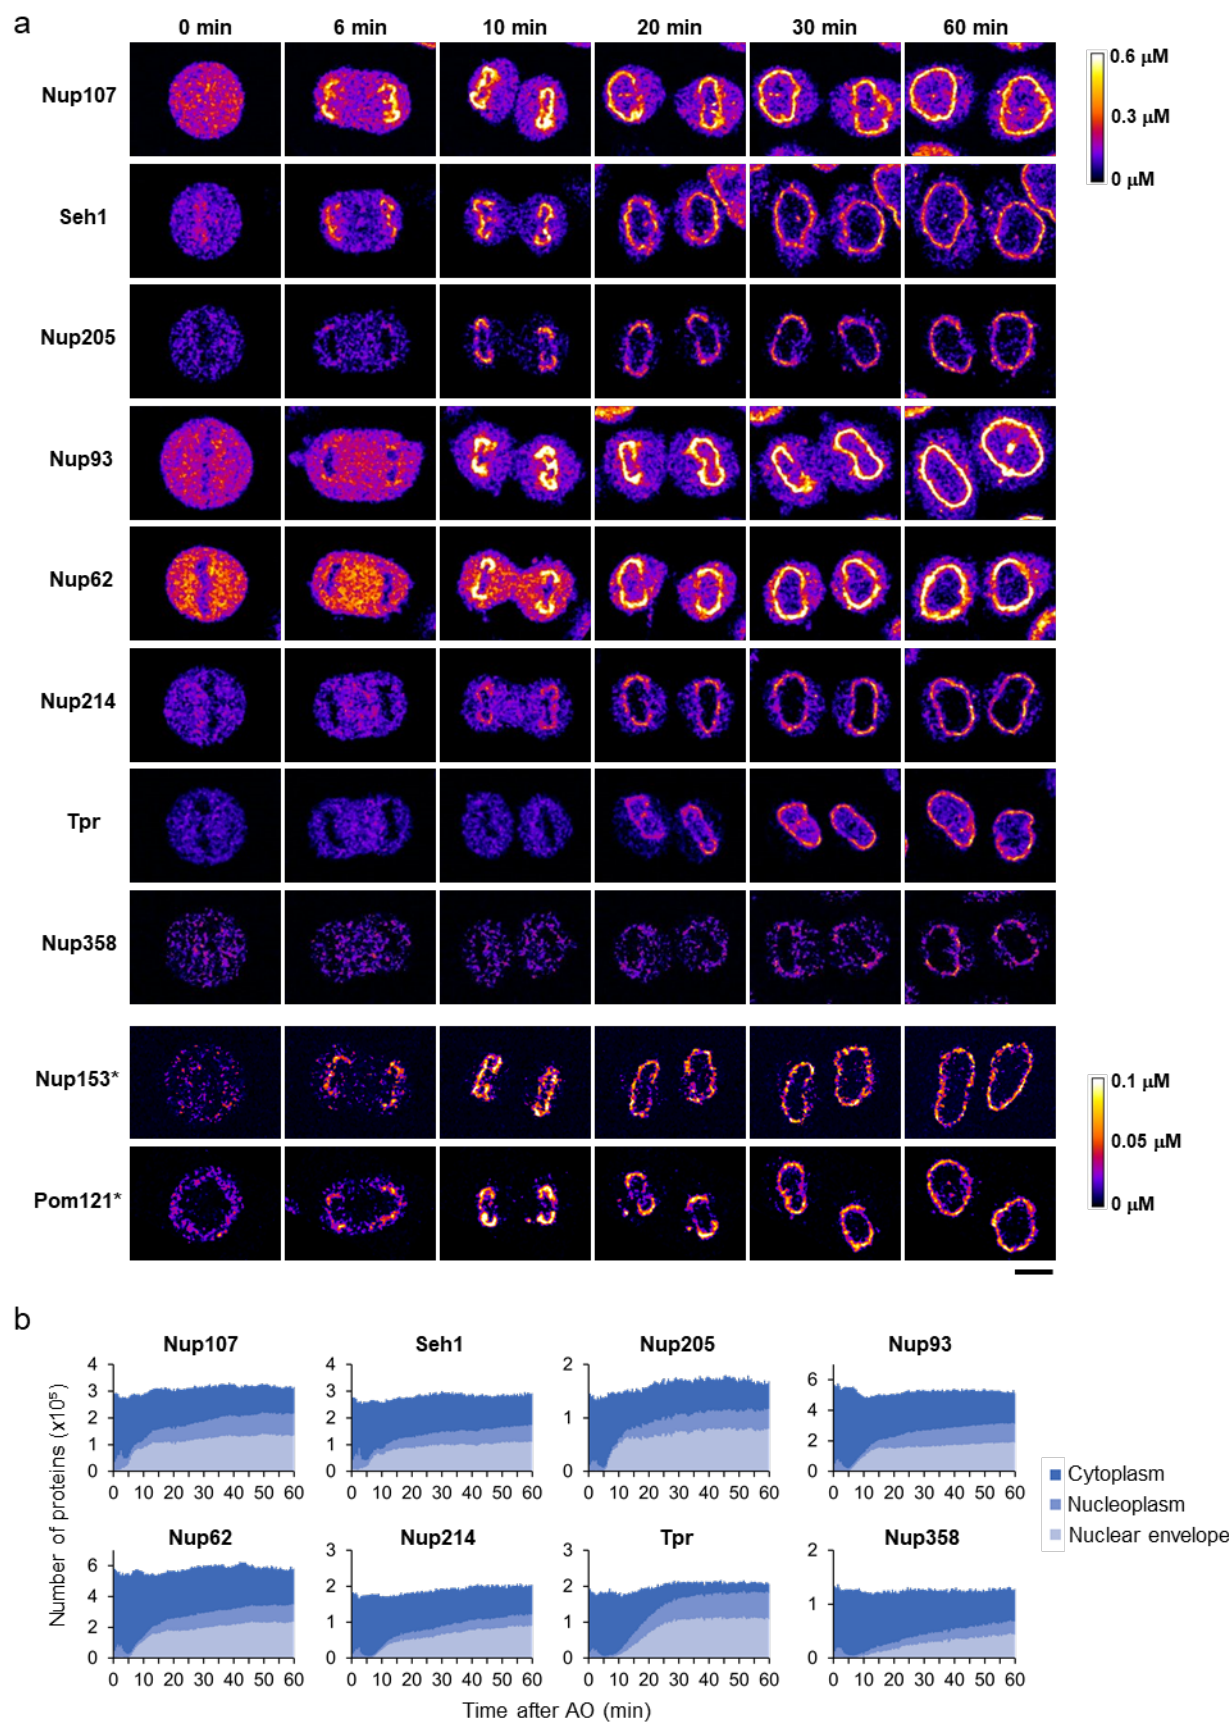 a
0 min 6 min 10 min 20 min 30 min 60 min
Nup107
0.6 µM
0.3 µM
0 µM
Seh1
Nup205
Nup93
Nup62
Nup214
Tpr
Nup358
Nup153*
0.1 µM
0.05 µM
0 µM
Pom121*
b
Number of proteins (x10⁵)
Nup107 Seh1 Nup205 Nup93
4 3 2 1 0
4 3 2 1 0
2 1 0
6 4 2 0
0 10 20 30 40 50 60
0 10 20 30 40 50 60
0 10 20 30 40 50 60
0 10 20 30 40 50 60
Cytoplasm
Nucleoplasm
Nuclear envelope
Nup62 Nup214 Tpr Nup358
6 4 2 0
3 2 1 0
3 2 1 0
2 1 0
0 10 20 30 40 50 60
0 10 20 30 40 50 60
0 10 20 30 40 50 60
0 10 20 30 40 50 60
Time after AO (min)